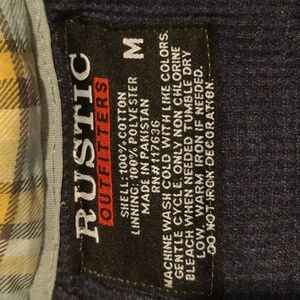 RUSTIC
OUTFITTERS
M
SHELL:100% COTTON
LINNING: 100% POLYESTER
MADE IN PAKISTAN
RN# 117636
MACHINE WASH COLD WITH LIKE COLORS.
GENTLE CYCLE. ONLY NON CHLORINE
BLEACH WHEN NEEDED TUMBLE DRY
LOW. WARM IRON IF NEEDED.
DO NOT IRON DECORATION.